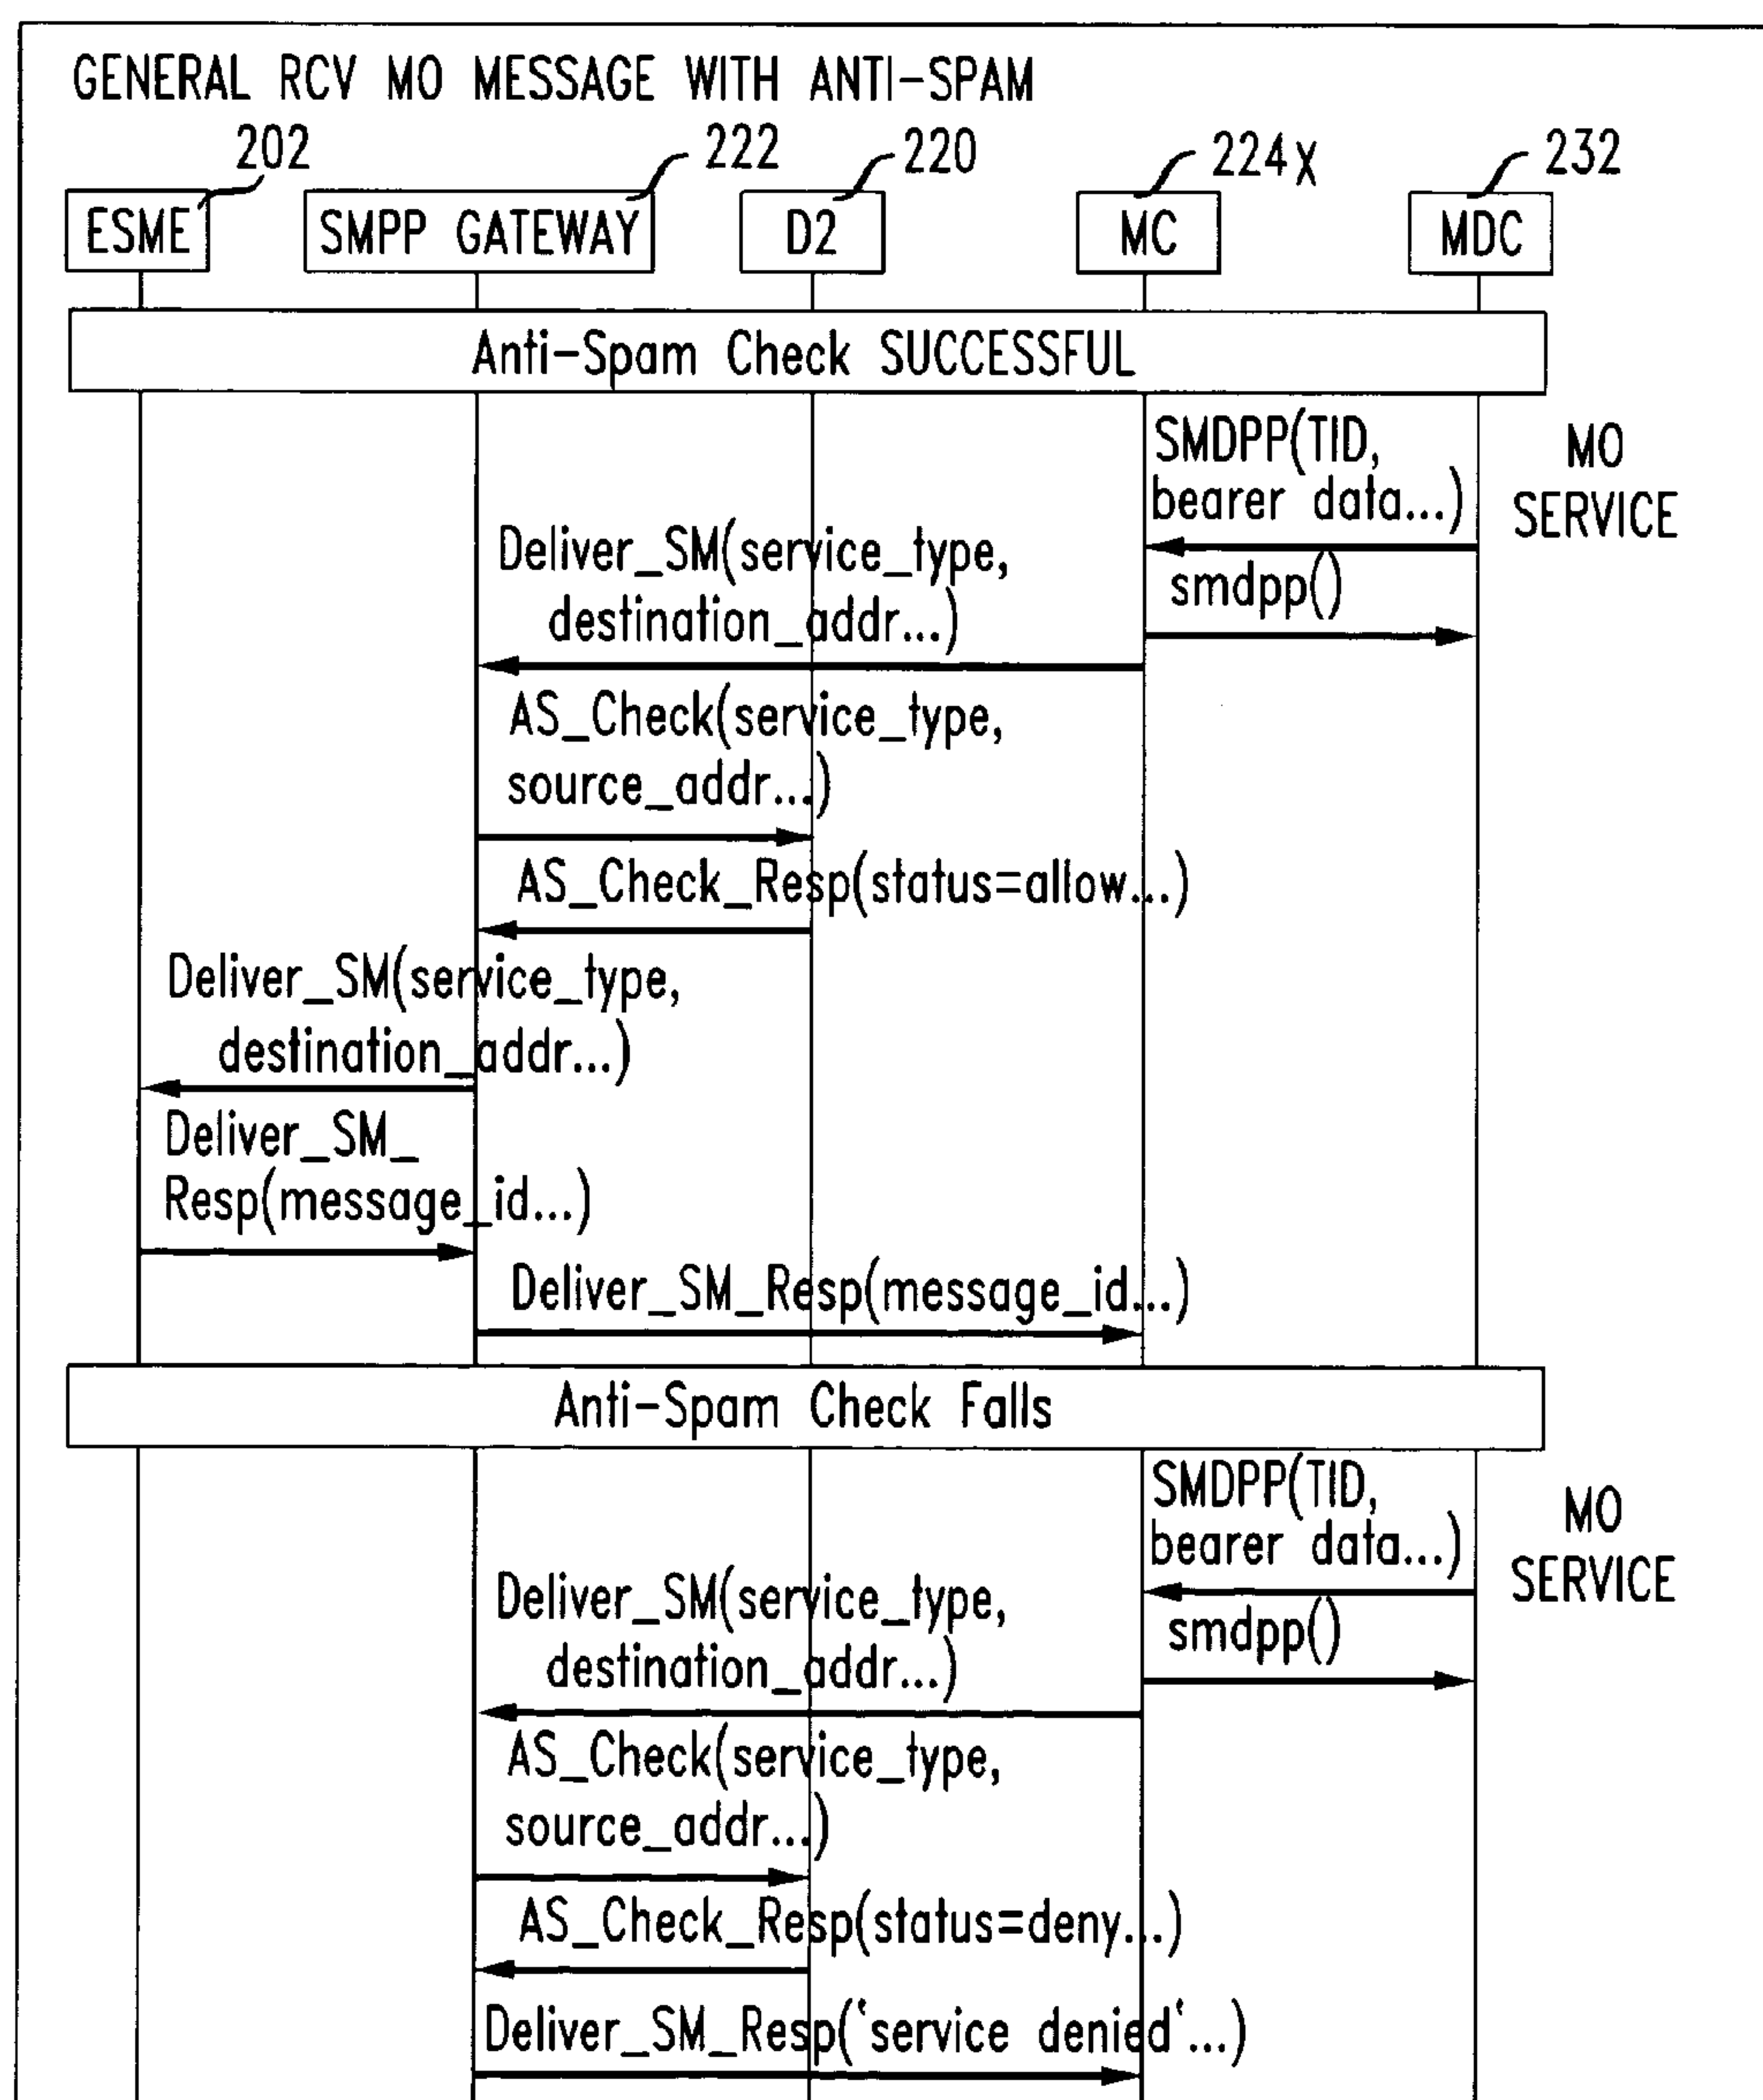 GENERAL RCV MO MESSAGE WITH ANTI-SPAM
202
222
220
224X
232
ESME
SMPP GATEWAY
D2
MC
MDC
Anti-Spam Check SUCCESSFUL
SMDPP(TID,
bearer data...)
MO
SERVICE
Deliver_SM(service_type,
destination_addr...)
smdpp()
AS_Check(service_type,
source_addr...)
AS_Check_Resp(status=allow...)
Deliver_SM(service_type,
destination_addr...)
Deliver_SM_
Resp(message_id...)
Deliver_SM_Resp(message_id...)
Anti-Spam Check Falls
SMDPP(TID,
bearer data...)
MO
SERVICE
Deliver_SM(service_type,
destination_addr...)
smdpp()
AS_Check(service_type,
source_addr...)
AS_Check_Resp(status=deny...)
Deliver_SM_Resp(‘service denied‘...)